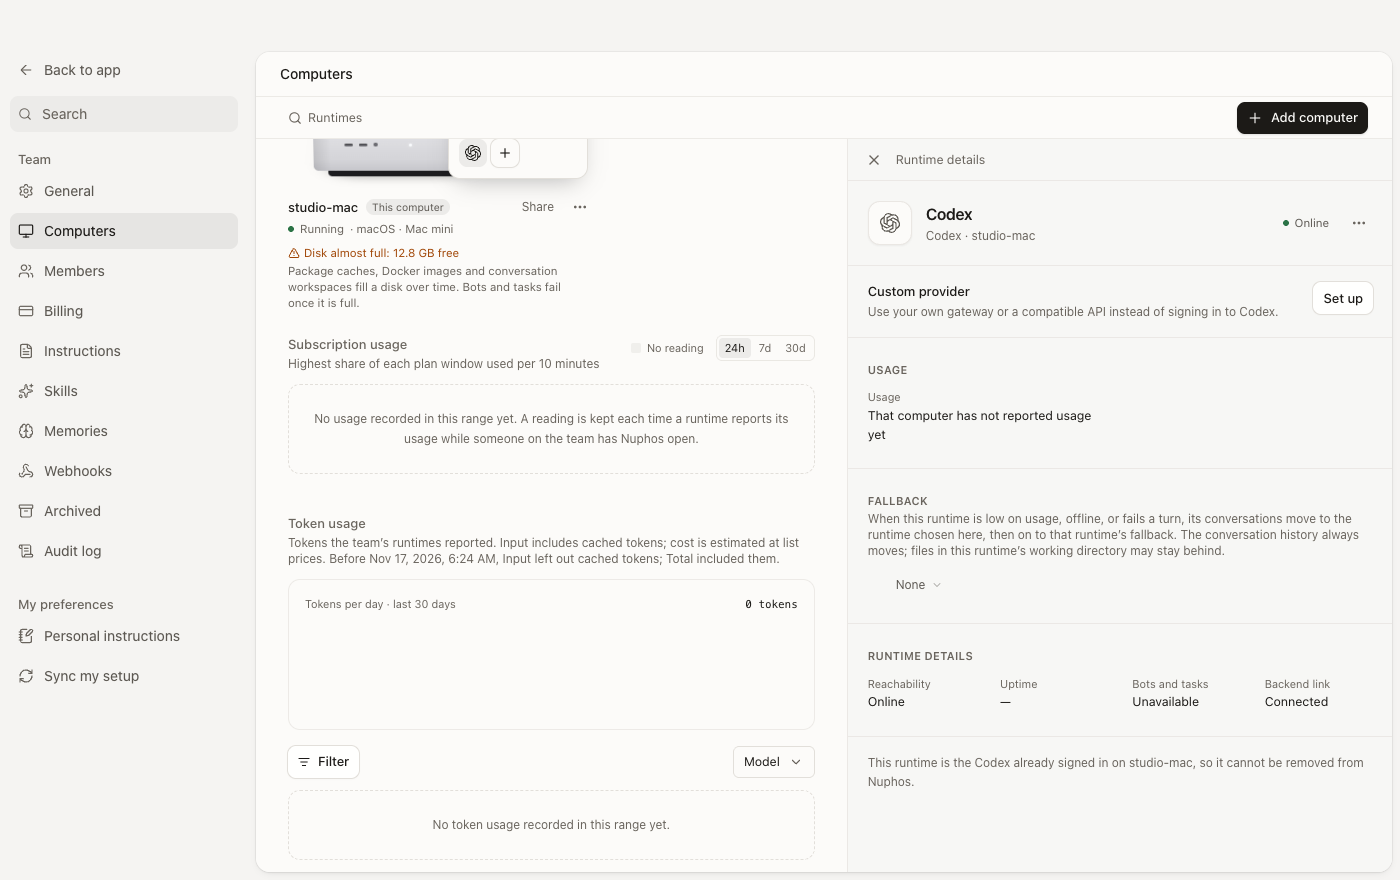 Back to app
Search
Team
General
Computers
Members
Billing
Instructions
Skills
Memories
Webhooks
Archived
Audit log
My preferences
Personal instructions
Sync my setup
Computers
Runtimes
Add computer
studio-mac
This computer
Share
Running · macOS · Mac mini
Disk almost full: 12.8 GB free
Package caches, Docker images and conversation
workspaces fill a disk over time. Bots and tasks fail
once it is full.
Subscription usage
Highest share of each plan window used per 10 minutes
No reading
24h
7d
30d
No usage recorded in this range yet. A reading is kept each time a runtime reports its
usage while someone on the team has Nuphos open.
Token usage
Tokens the team’s runtimes reported. Input includes cached tokens; cost is estimated at list
prices. Before Nov 17, 2026, 6:24 AM, Input left out cached tokens; Total included them.
Tokens per day · last 30 days
0 tokens
Filter
Model
No token usage recorded in this range yet.
Runtime details
Codex
Codex · studio-mac
Online
Custom provider
Use your own gateway or a compatible API instead of signing in to Codex.
Set up
USAGE
Usage
That computer has not reported usage
yet
FALLBACK
When this runtime is low on usage, offline, or fails a turn, its conversations move to the
runtime chosen here, then on to that runtime’s fallback. The conversation history always
moves; files in this runtime’s working directory may stay behind.
None
RUNTIME DETAILS
Reachability
Online
Uptime
—
Bots and tasks
Unavailable
Backend link
Connected
This runtime is the Codex already signed in on studio-mac, so it cannot be removed from
Nuphos.